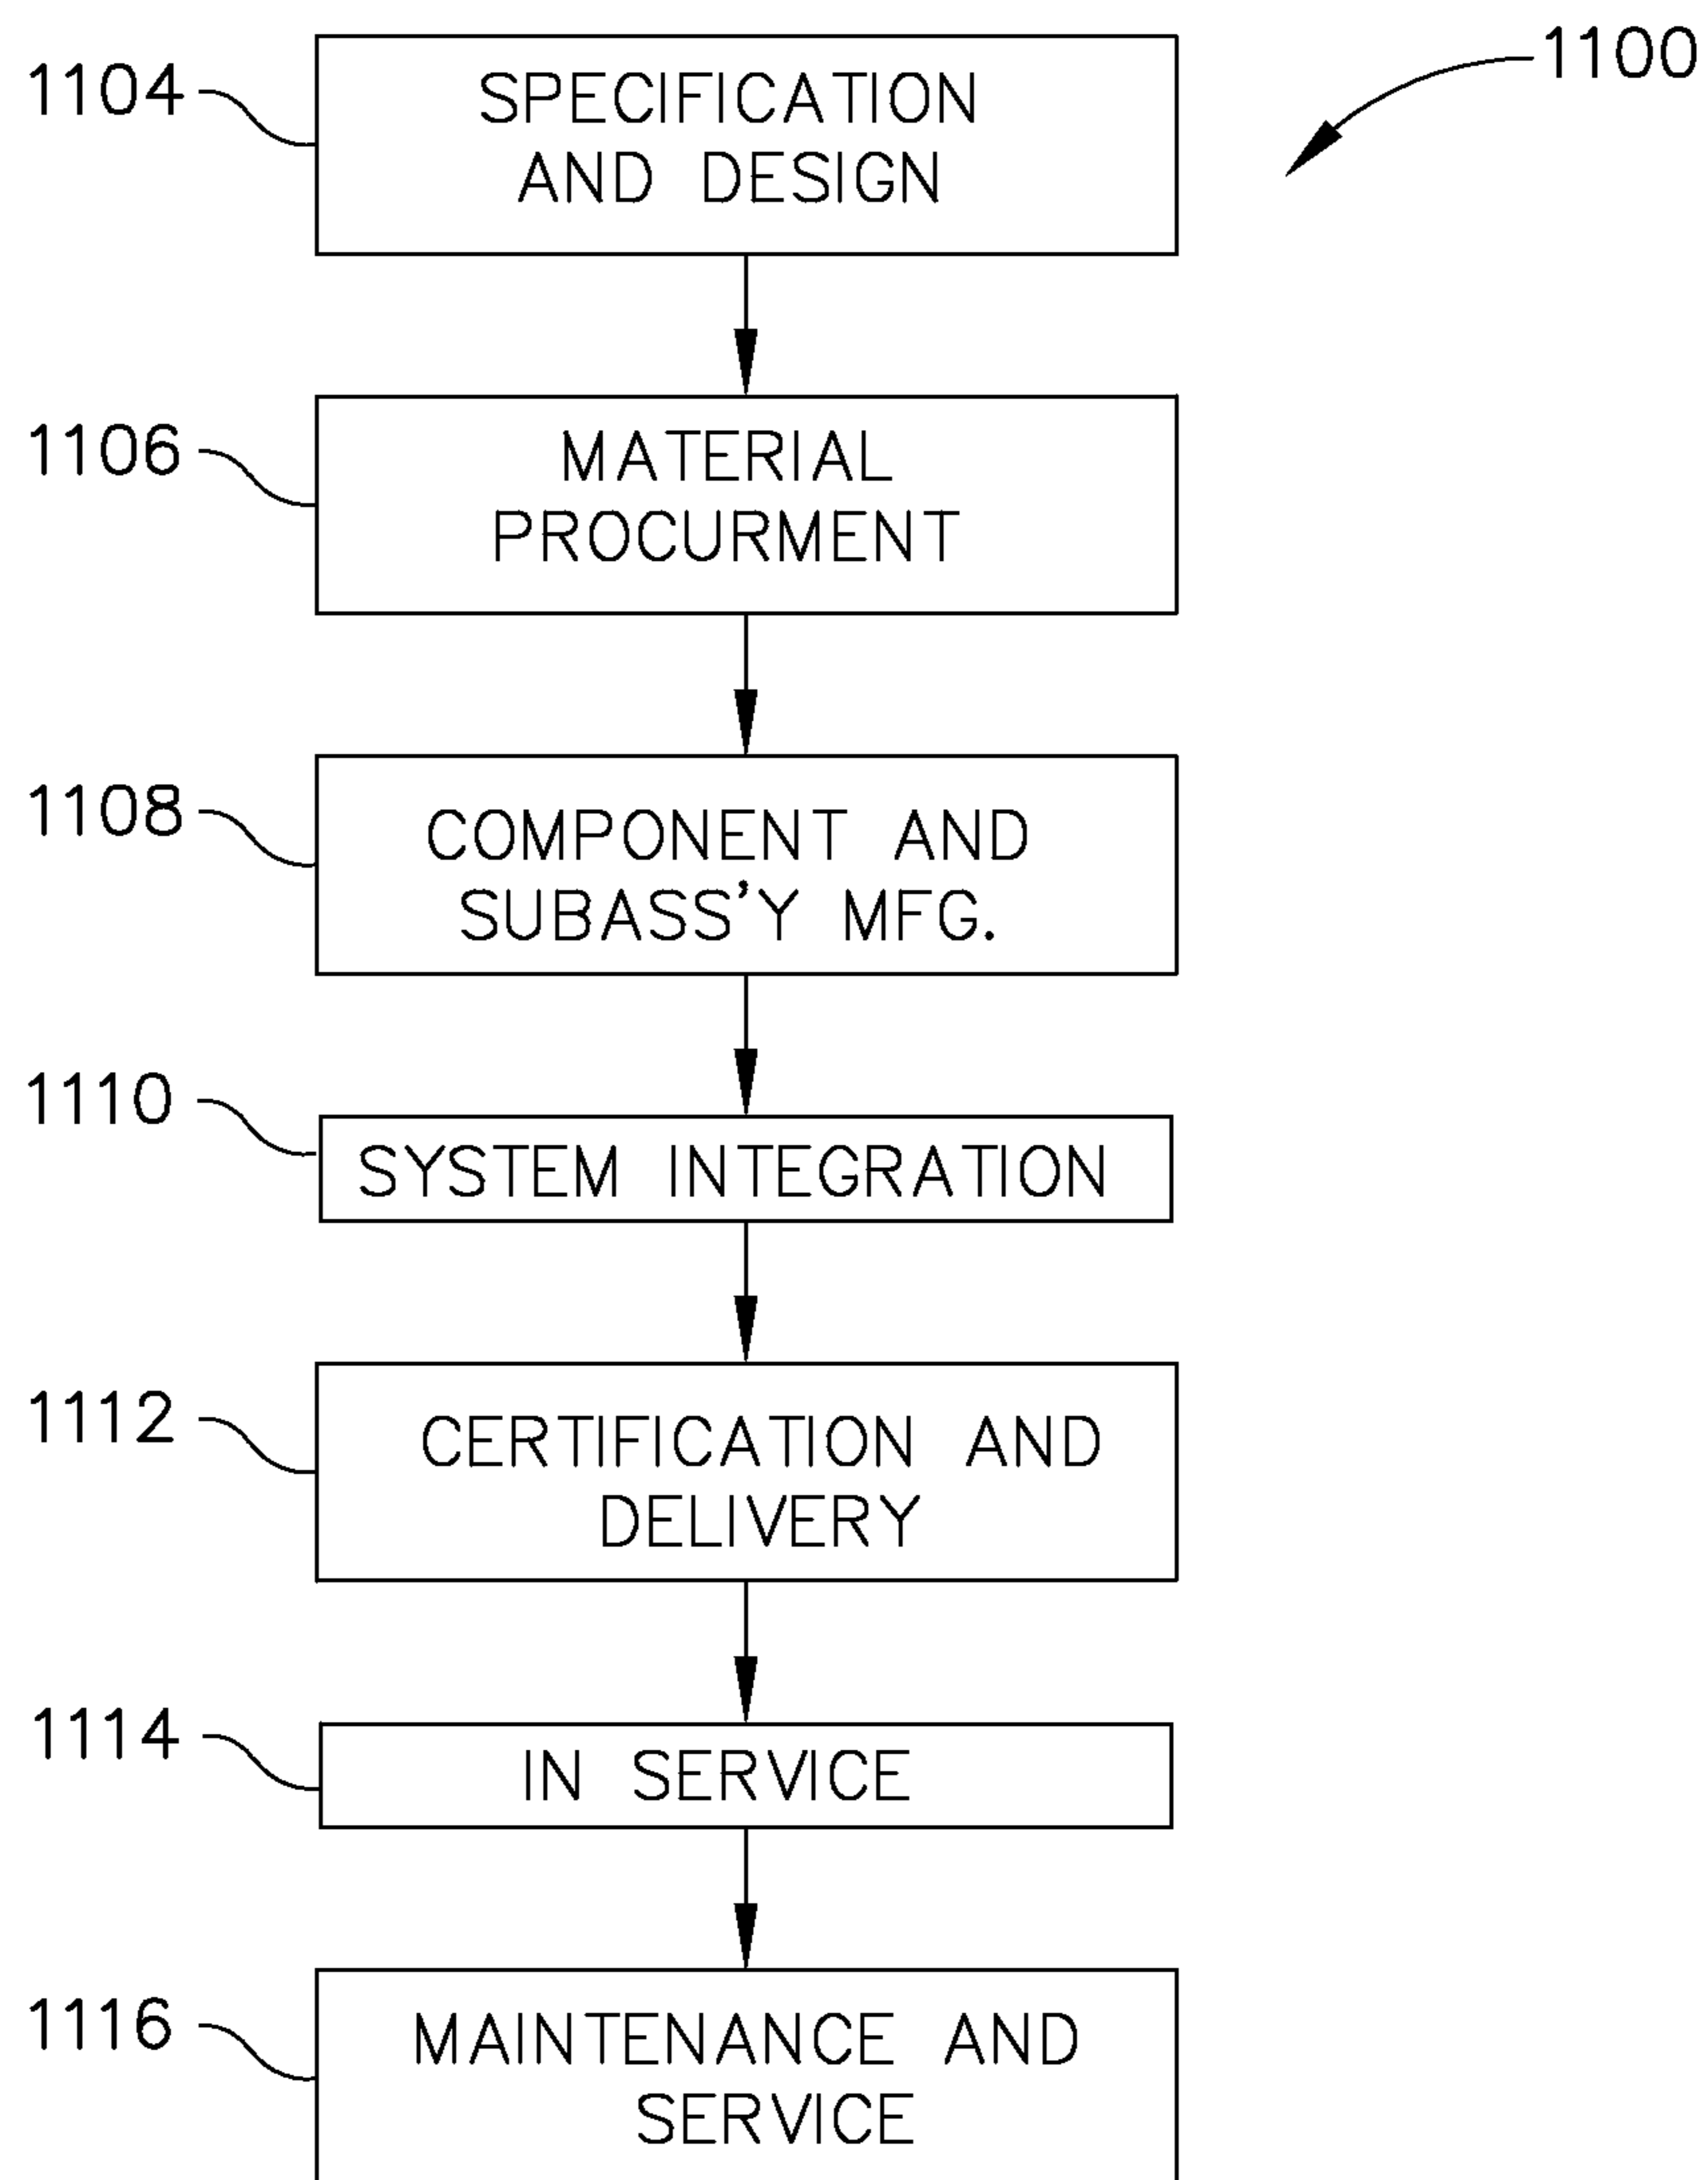 1100
1104
SPECIFICATION
AND DESIGN
1106
MATERIAL
PROCURMENT
1108
COMPONENT AND
SUBASS'Y MFG.
1110
SYSTEM INTEGRATION
1112
CERTIFICATION AND
DELIVERY
1114
IN SERVICE
1116
MAINTENANCE AND
SERVICE